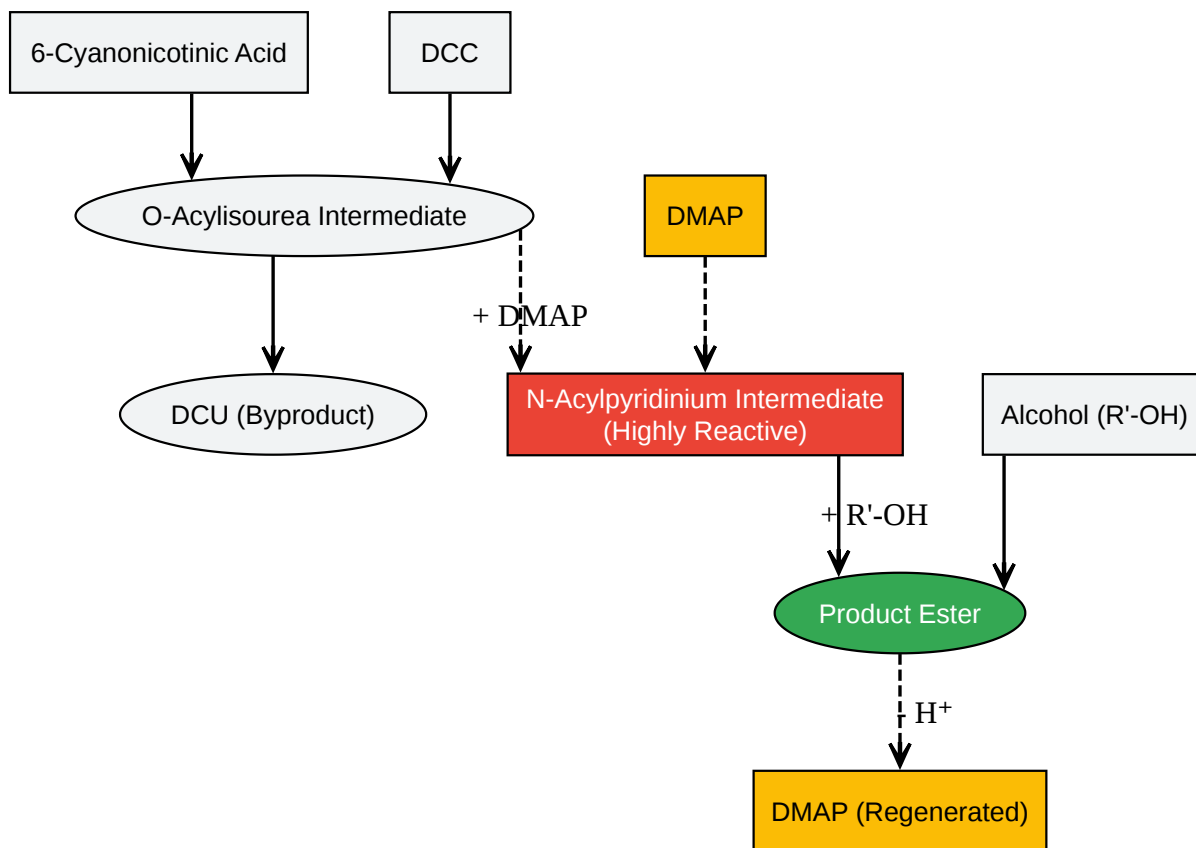 6-Cyanonicotinic Acid
DCC
O-Acylisourea Intermediate
DMAP
+ DMAP
DCU (Byproduct)
N-Acylpyridinium Intermediate
(Highly Reactive)
Alcohol (R'-OH)
+ R'-OH
Product Ester
- H⁺
DMAP (Regenerated)